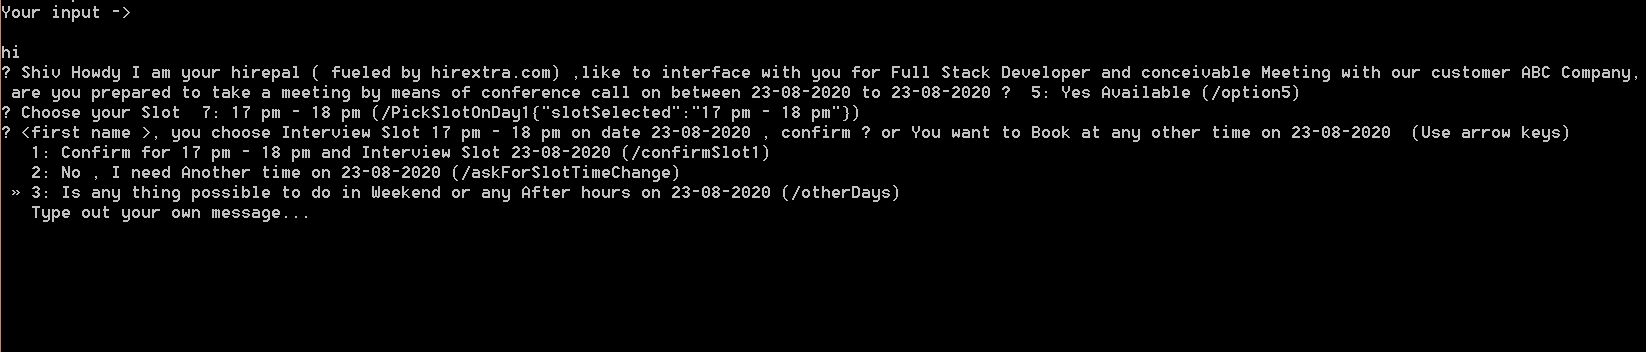 Your input ->
hi
? Shiv Howdy I am your hirepal ( fueled by hirextra.com) ,like to interface with you for Full Stack Developer and conceivable Meeting with our customer ABC Company,
are you prepared to take a meeting by means of conference call on between 23-08-2020 to 23-08-2020 ?  5: Yes Available (/option5)
? Choose your Slot  7: 17 pm - 18 pm (/PickSlotOnDay1{"slotSelected":"17 pm - 18 pm"})
? <first name >, you choose Interview Slot 17 pm - 18 pm on date 23-08-2020 , confirm ? or You want to Book at any other time on 23-08-2020  (Use arrow keys)
1: Confirm for 17 pm - 18 pm and Interview Slot 23-08-2020 (/confirmSlot1)
2: No , I need Another time on 23-08-2020 (/askForSlotTimeChange)
» 3: Is any thing possible to do in Weekend or any After hours on 23-08-2020 (/otherDays)
Type out your own message...